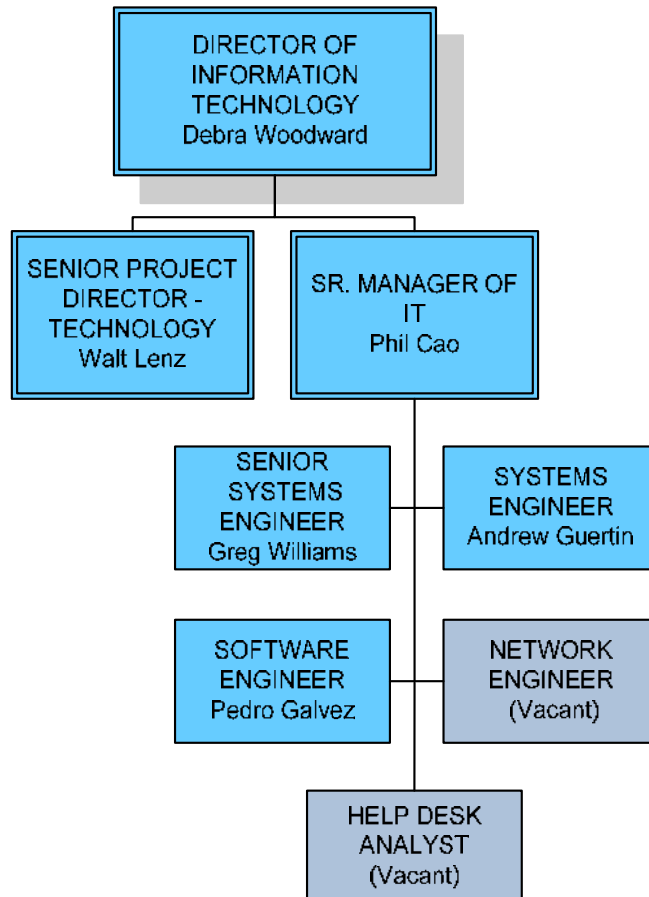 DIRECTOR OF
INFORMATION
TECHNOLOGY
Debra Woodward
SENIOR PROJECT
DIRECTOR -
TECHNOLOGY
Walt Lenz
SR. MANAGER OF
IT
Phil Cao
SENIOR
SYSTEMS
ENGINEER
Greg Williams
SYSTEMS
ENGINEER
Andrew Guertin
SOFTWARE
ENGINEER
Pedro Galvez
NETWORK
ENGINEER
(Vacant)
HELP DESK
ANALYST
(Vacant)